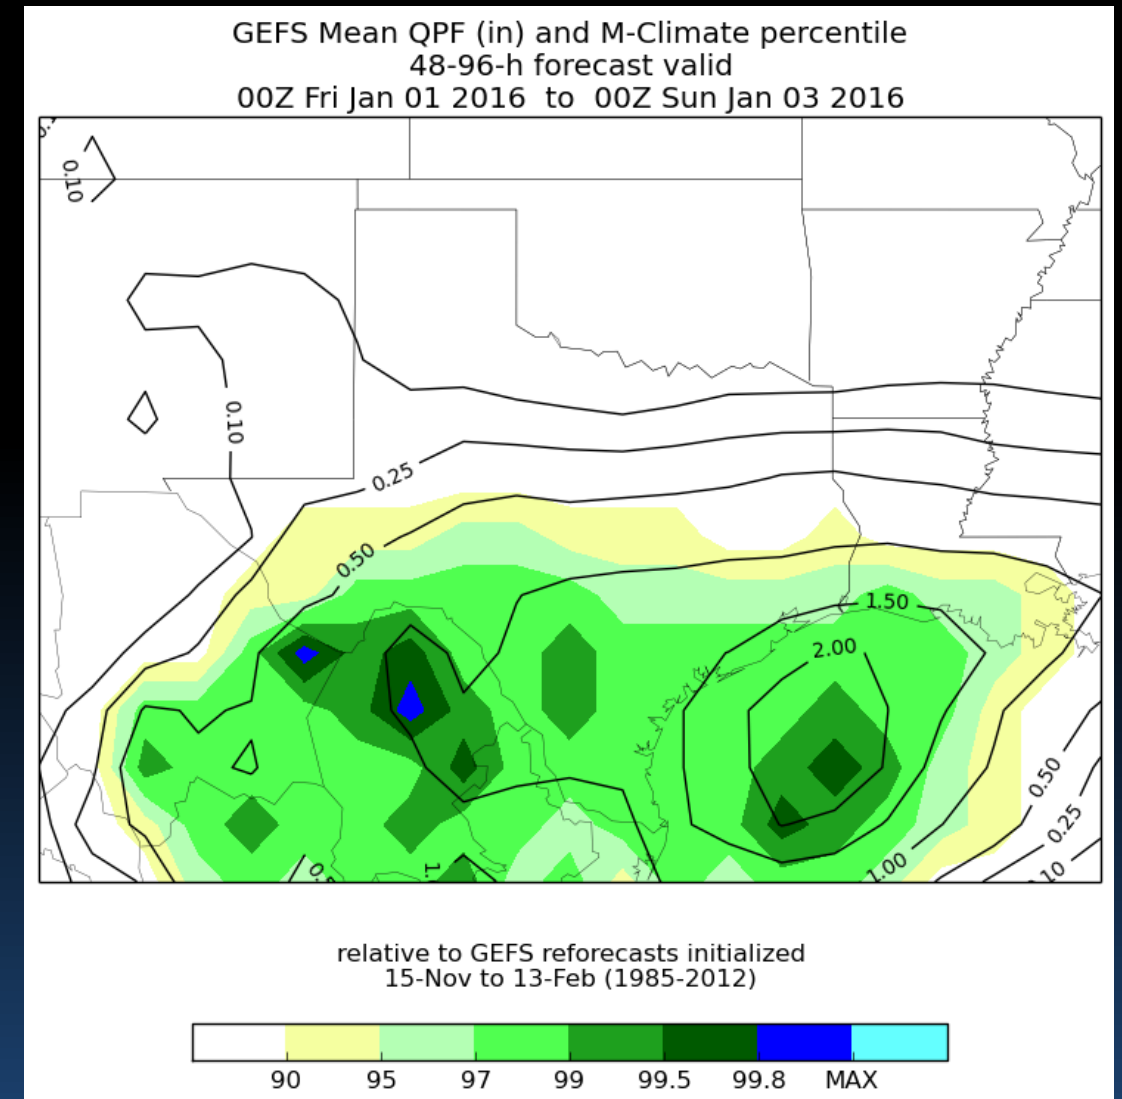 GEFS Mean QPF (in) and M-Climate percentile
48-96-h forecast valid
00Z Fri Jan 01 2016 to 00Z Sun Jan 03 2016
0.10
0.10
0.25
0.50
1.50
2.00
0.50
0.25
1.00
relative to GEFS reforecasts initialized
15-Nov to 13-Feb (1985-2012)
90 95 97 99 99.5 99.8 MAX